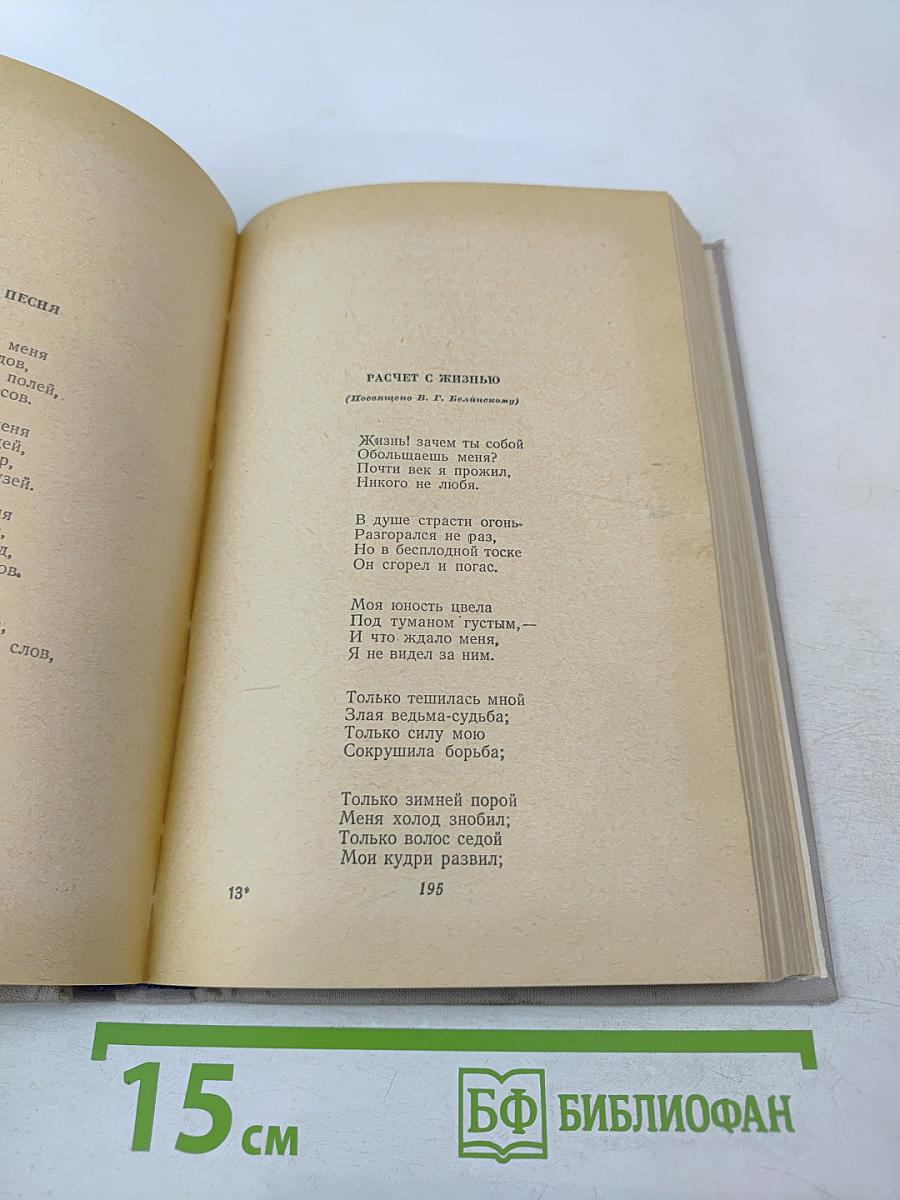 ПЕСНЯ
меня
полей,
слов,
РАСЧЕТ С ЖИЗНЬЮ
(Посвящено В. Г. Белинскому)
Жизнь! зачем ты собой
Обольщаешь меня?
Почти век я прожил,
Никого не любя.
В душе страсти огонь
Разгорался не раз,
Но в бесплодной тоске
Он сгорел и погас.
Моя юность цвела
Под туманом густым,—
И что ждало меня,
Я не видел за ним.
Только тешилась мной
Злая ведьма-судьба;
Только силу мою
Сокрушила борьба;
Только зимней порой
Меня холод знобил;
Только волос седой
Мои кудри развил;
13*
195
15 см
БФ БИБЛИОФАН